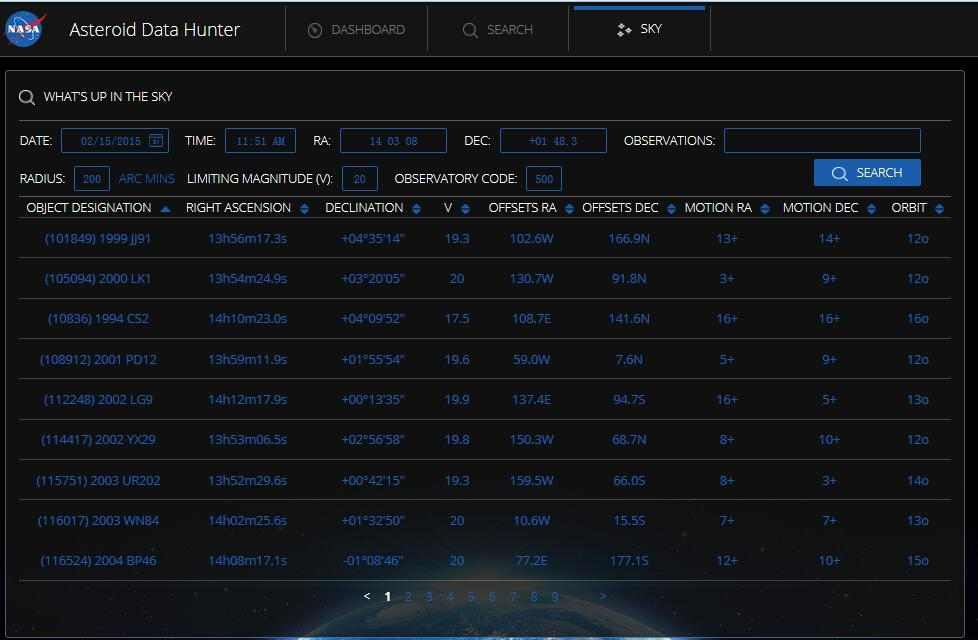 NASA Asteroid Data Hunter DASHBOARD SEARCH SKY
WHAT'S UP IN THE SKY
DATE: 02/15/2015 TIME: 11:51 AM RA: 14 03 08 DEC: +01 48.3 OBSERVATIONS:
RADIUS: 200 ARC MINS LIMITING MAGNITUDE (V): 20 OBSERVATORY CODE: 500 SEARCH
OBJECT DESIGNATION RIGHT ASCENSION DECLINATION V OFFSETS RA OFFSETS DEC MOTION RA MOTION DEC ORBIT
(101849) 1999 JJ91 13h56m17.3s +04°35'14" 19.3 102.6W 166.9N 13+ 14+ 12o
(105094) 2000 LK1 13h54m24.9s +03°20'05" 20 130.7W 91.8N 3+ 9+ 12o
(10836) 1994 CS2 14h10m23.0s +04°09'52" 17.5 108.7E 141.6N 16+ 16+ 16o
(108912) 2001 PD12 13h59m11.9s +01°55'54" 19.6 59.0W 7.6N 5+ 9+ 12o
(112248) 2002 LG9 14h12m17.9s +00°13'35" 19.9 137.4E 94.7S 16+ 5+ 13o
(114417) 2002 YX29 13h53m06.5s +02°56'58" 19.8 150.3W 68.7N 8+ 10+ 12o
(115751) 2003 UR202 13h52m29.6s +00°42'15" 19.3 159.5W 66.0S 8+ 3+ 14o
(116017) 2003 WN84 14h02m25.6s +01°32'50" 20 10.6W 15.5S 7+ 7+ 13o
(116524) 2004 BP46 14h08m17.1s -01°08'46" 20 77.2E 177.1S 12+ 10+ 15o
< 1 2 3 4 5 6 7 8 9 ... >